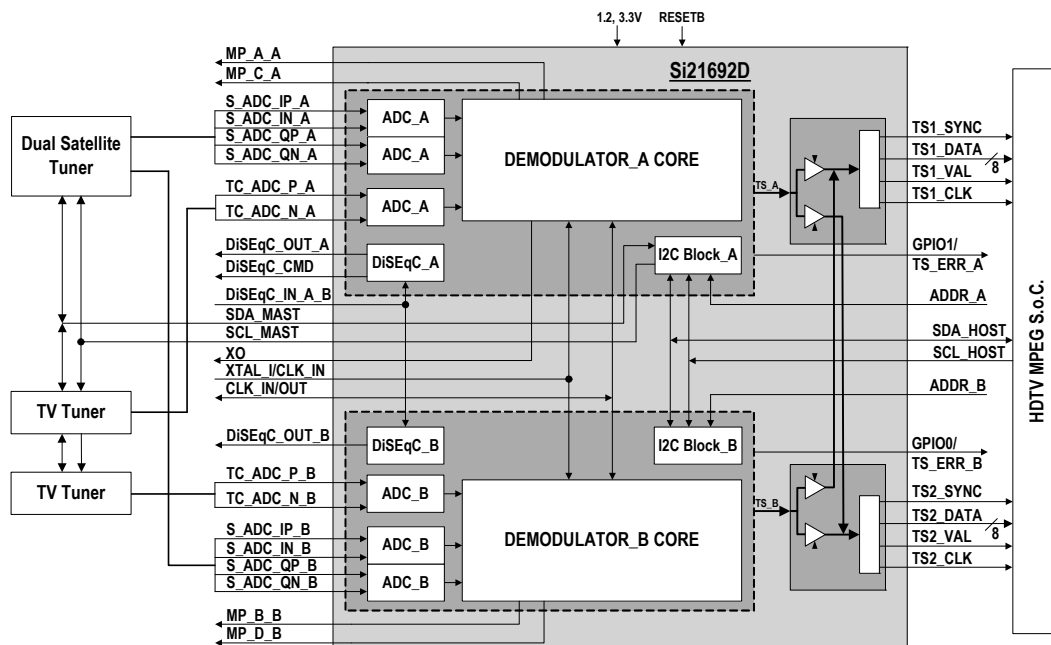 1.2, 3.3V
RESETB
Si21692D
MP_A_A
MP_C_A
S_ADC_IP_A
S_ADC_IN_A
S_ADC_QP_A
S_ADC_QN_A
TC_ADC_P_A
TC_ADC_N_A
DiSEqC_OUT_A
DiSEqC_CMD
DiSEqC_IN_A_B
SDA_MAST
SCL_MAST
XO
XTAL_I/CLK_IN
CLK_IN/OUT
DiSEqC_OUT_B
TC_ADC_P_B
TC_ADC_N_B
S_ADC_IP_B
S_ADC_IN_B
S_ADC_QP_B
S_ADC_QN_B
MP_B_B
MP_D_B
Dual Satellite
Tuner
TV Tuner
TV Tuner
ADC_A
ADC_A
ADC_A
DiSEqC_A
DEMODULATOR_A CORE
I2C Block_A
TS_A
DiSEqC_B
ADC_B
ADC_B
ADC_B
DEMODULATOR_B CORE
I2C Block_B
TS_B
TS1_SYNC
TS1_DATA
8
TS1_VAL
TS1_CLK
GPIO1/
TS_ERR_A
ADDR_A
SDA_HOST
SCL_HOST
ADDR_B
GPIO0/
TS_ERR_B
TS2_SYNC
TS2_DATA
8
TS2_VAL
TS2_CLK
HDTV MPEG S.o.C.